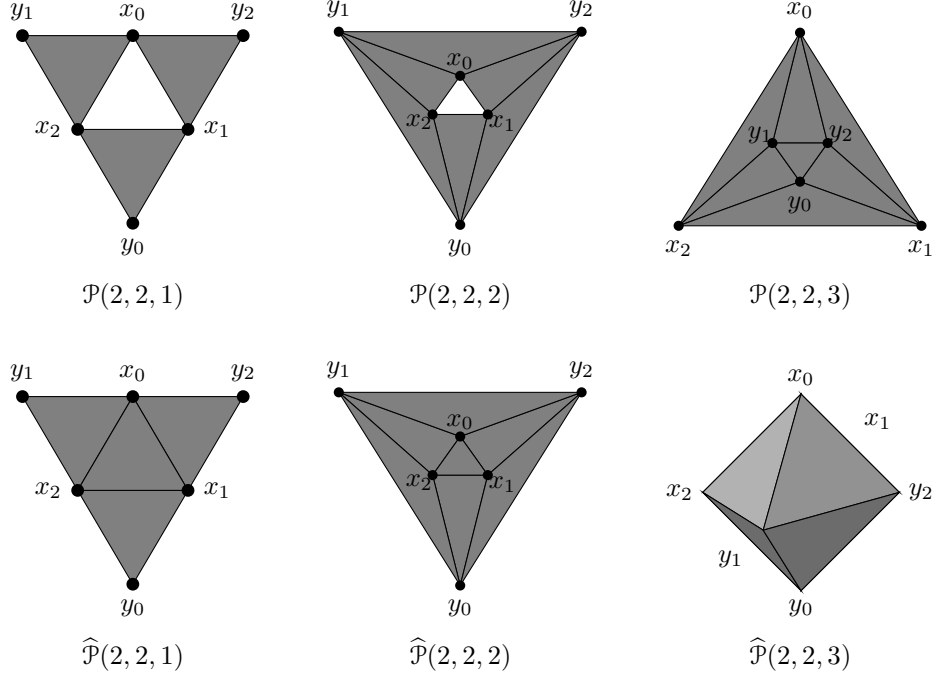 y₁ x₀ y₂
x₂ x₁
y₀
𝒫(2, 2, 1)
y₁ y₂
x₀
x₂ x₁
y₀
𝒫(2, 2, 2)
x₀
y₁ y₂
y₀
x₂ x₁
𝒫(2, 2, 3)
y₁ x₀ y₂
x₂ x₁
y₀
𝒫̂(2, 2, 1)
y₁ y₂
x₀
x₂ x₁
y₀
𝒫̂(2, 2, 2)
x₀
x₁
x₂ y₂
y₁
y₀
𝒫̂(2, 2, 3)